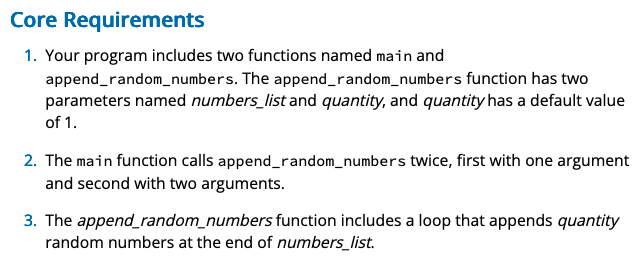 Core Requirements
1. Your program includes two functions named main and
append_random_numbers. The append_random_numbers function has two
parameters named numbers_list and quantity, and quantity has a default value
of 1.
2. The main function calls append_random_numbers twice, first with one argument
and second with two arguments.
3. The append_random_numbers function includes a loop that appends quantity
random numbers at the end of numbers_list.